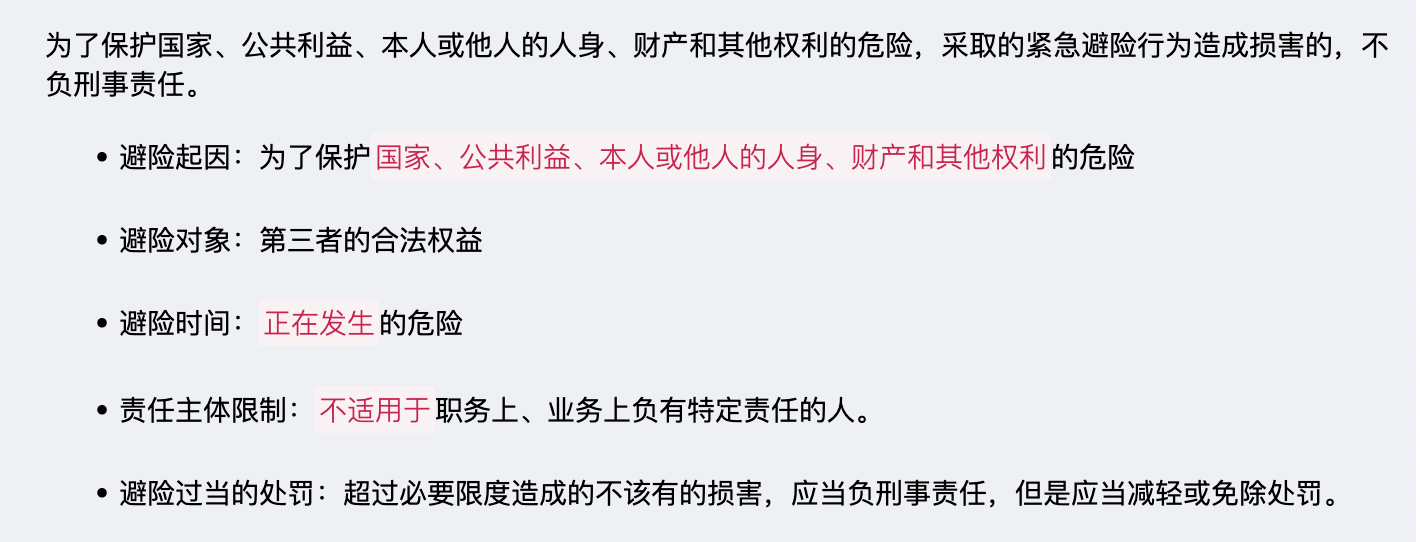 为了保护国家、公共利益、本人或他人的人身、财产和其他权利的危险，采取的紧急避险行为造成损害的，不
负刑事责任。
• 避险起因：为了保护国家、公共利益、本人或他人的人身、财产和其他权利的危险
• 避险对象：第三者的合法权益
• 避险时间：正在发生的危险
• 责任主体限制：不适用于职务上、业务上负有特定责任的人。
• 避险过当的处罚：超过必要限度造成的不该有的损害，应当负刑事责任，但是应当减轻或免除处罚。